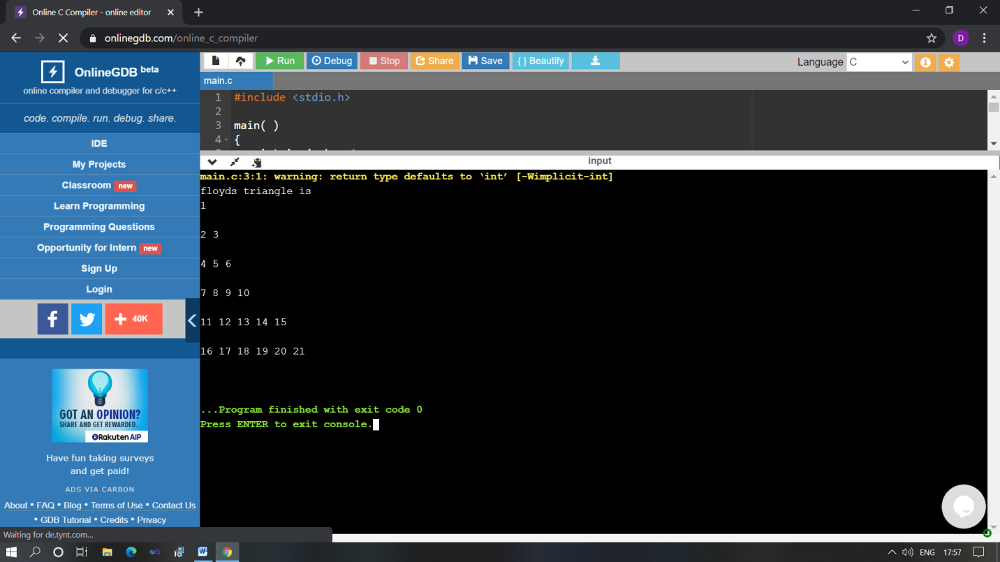 Online C Compiler - online editor
onlinegdb.com/online_c_compiler
D
OnlineGDB beta
online compiler and debugger for c/c++
code. compile. run. debug. share.
IDE
My Projects
Classroom new
Learn Programming
Programming Questions
Opportunity for Intern new
Sign Up
Login
40K
GOT AN OPINION?
SHARE AND GET REWARDED.
Rakuten AIP
Have fun taking surveys
and get paid!
ADS VIA CARBON
About • FAQ • Blog • Terms of Use • Contact Us
• GDB Tutorial • Credits • Privacy
Waiting for de.tynt.com...
Run Debug Stop Share Save { } Beautify
Language C
main.c
1 #include <stdio.h>
2
3 main( )
4 {
input
main.c:3:1: warning: return type defaults to ‘int’ [-Wimplicit-int]
floyds triangle is
1
2 3
4 5 6
7 8 9 10
11 12 13 14 15
16 17 18 19 20 21
...Program finished with exit code 0
Press ENTER to exit console.
ENG 17:57